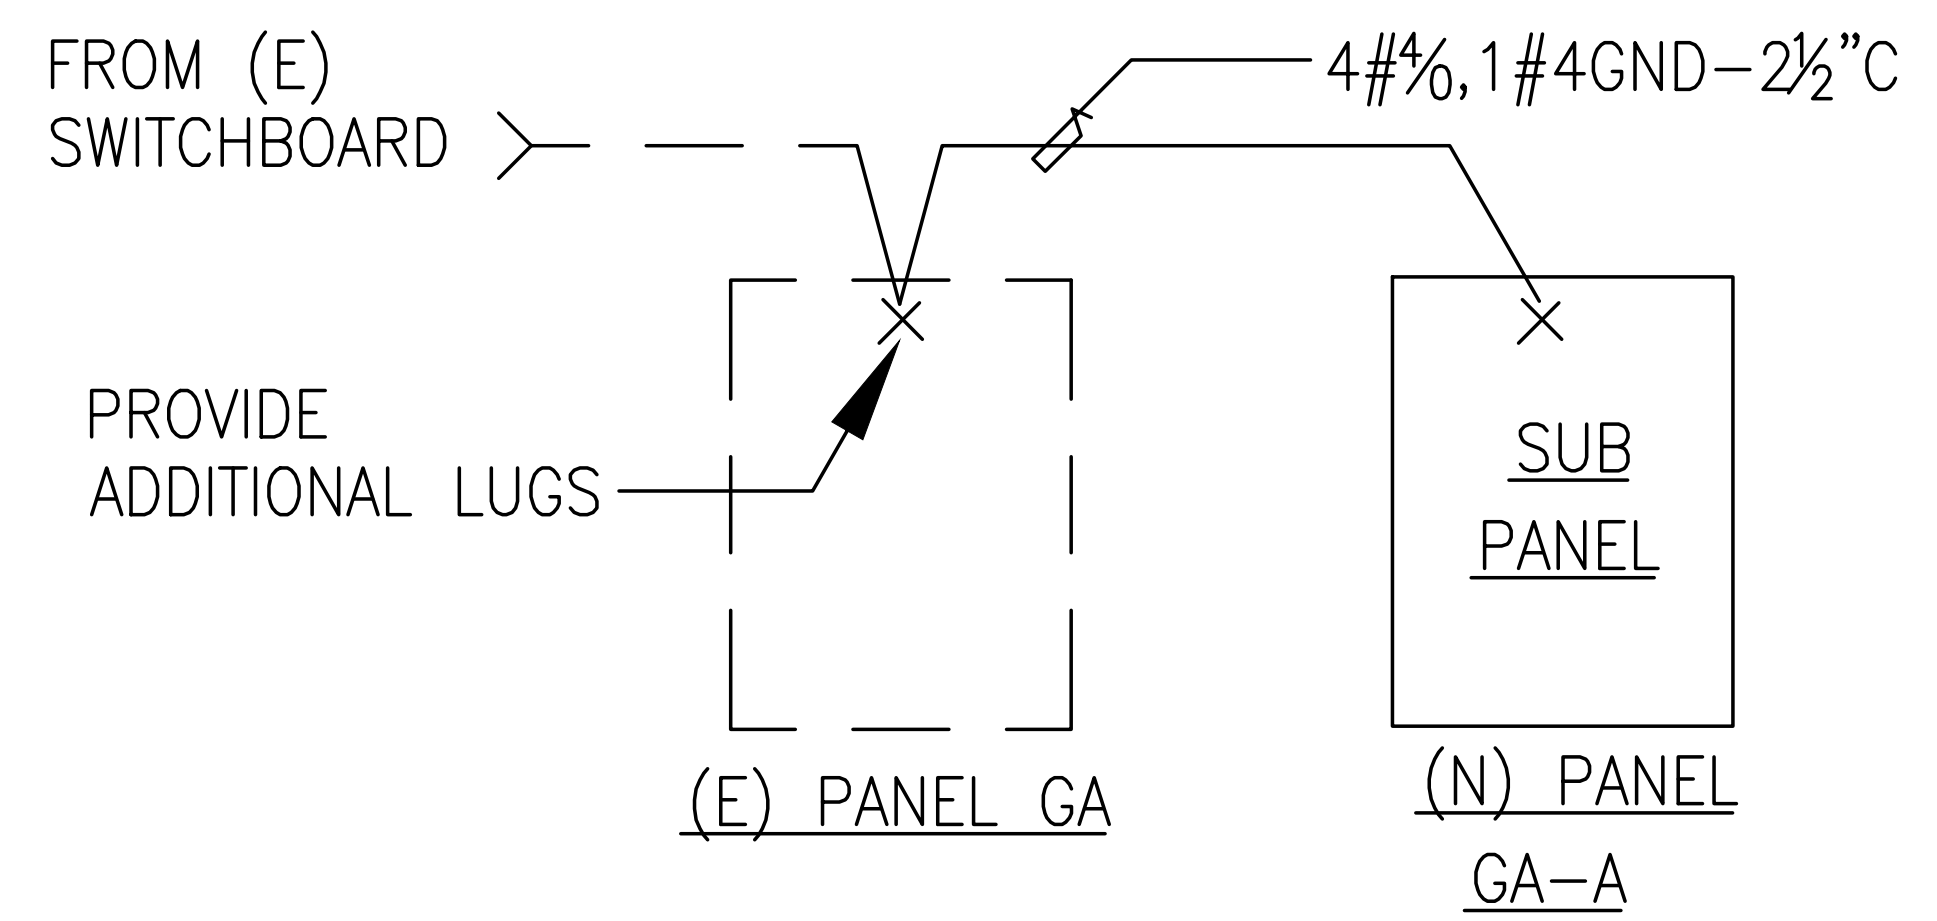 FROM (E)
SWITCHBOARD
4#4/0,1#4GND-2½"C
PROVIDE
ADDITIONAL LUGS
SUB
PANEL
(E) PANEL GA
(N) PANEL
GA-A